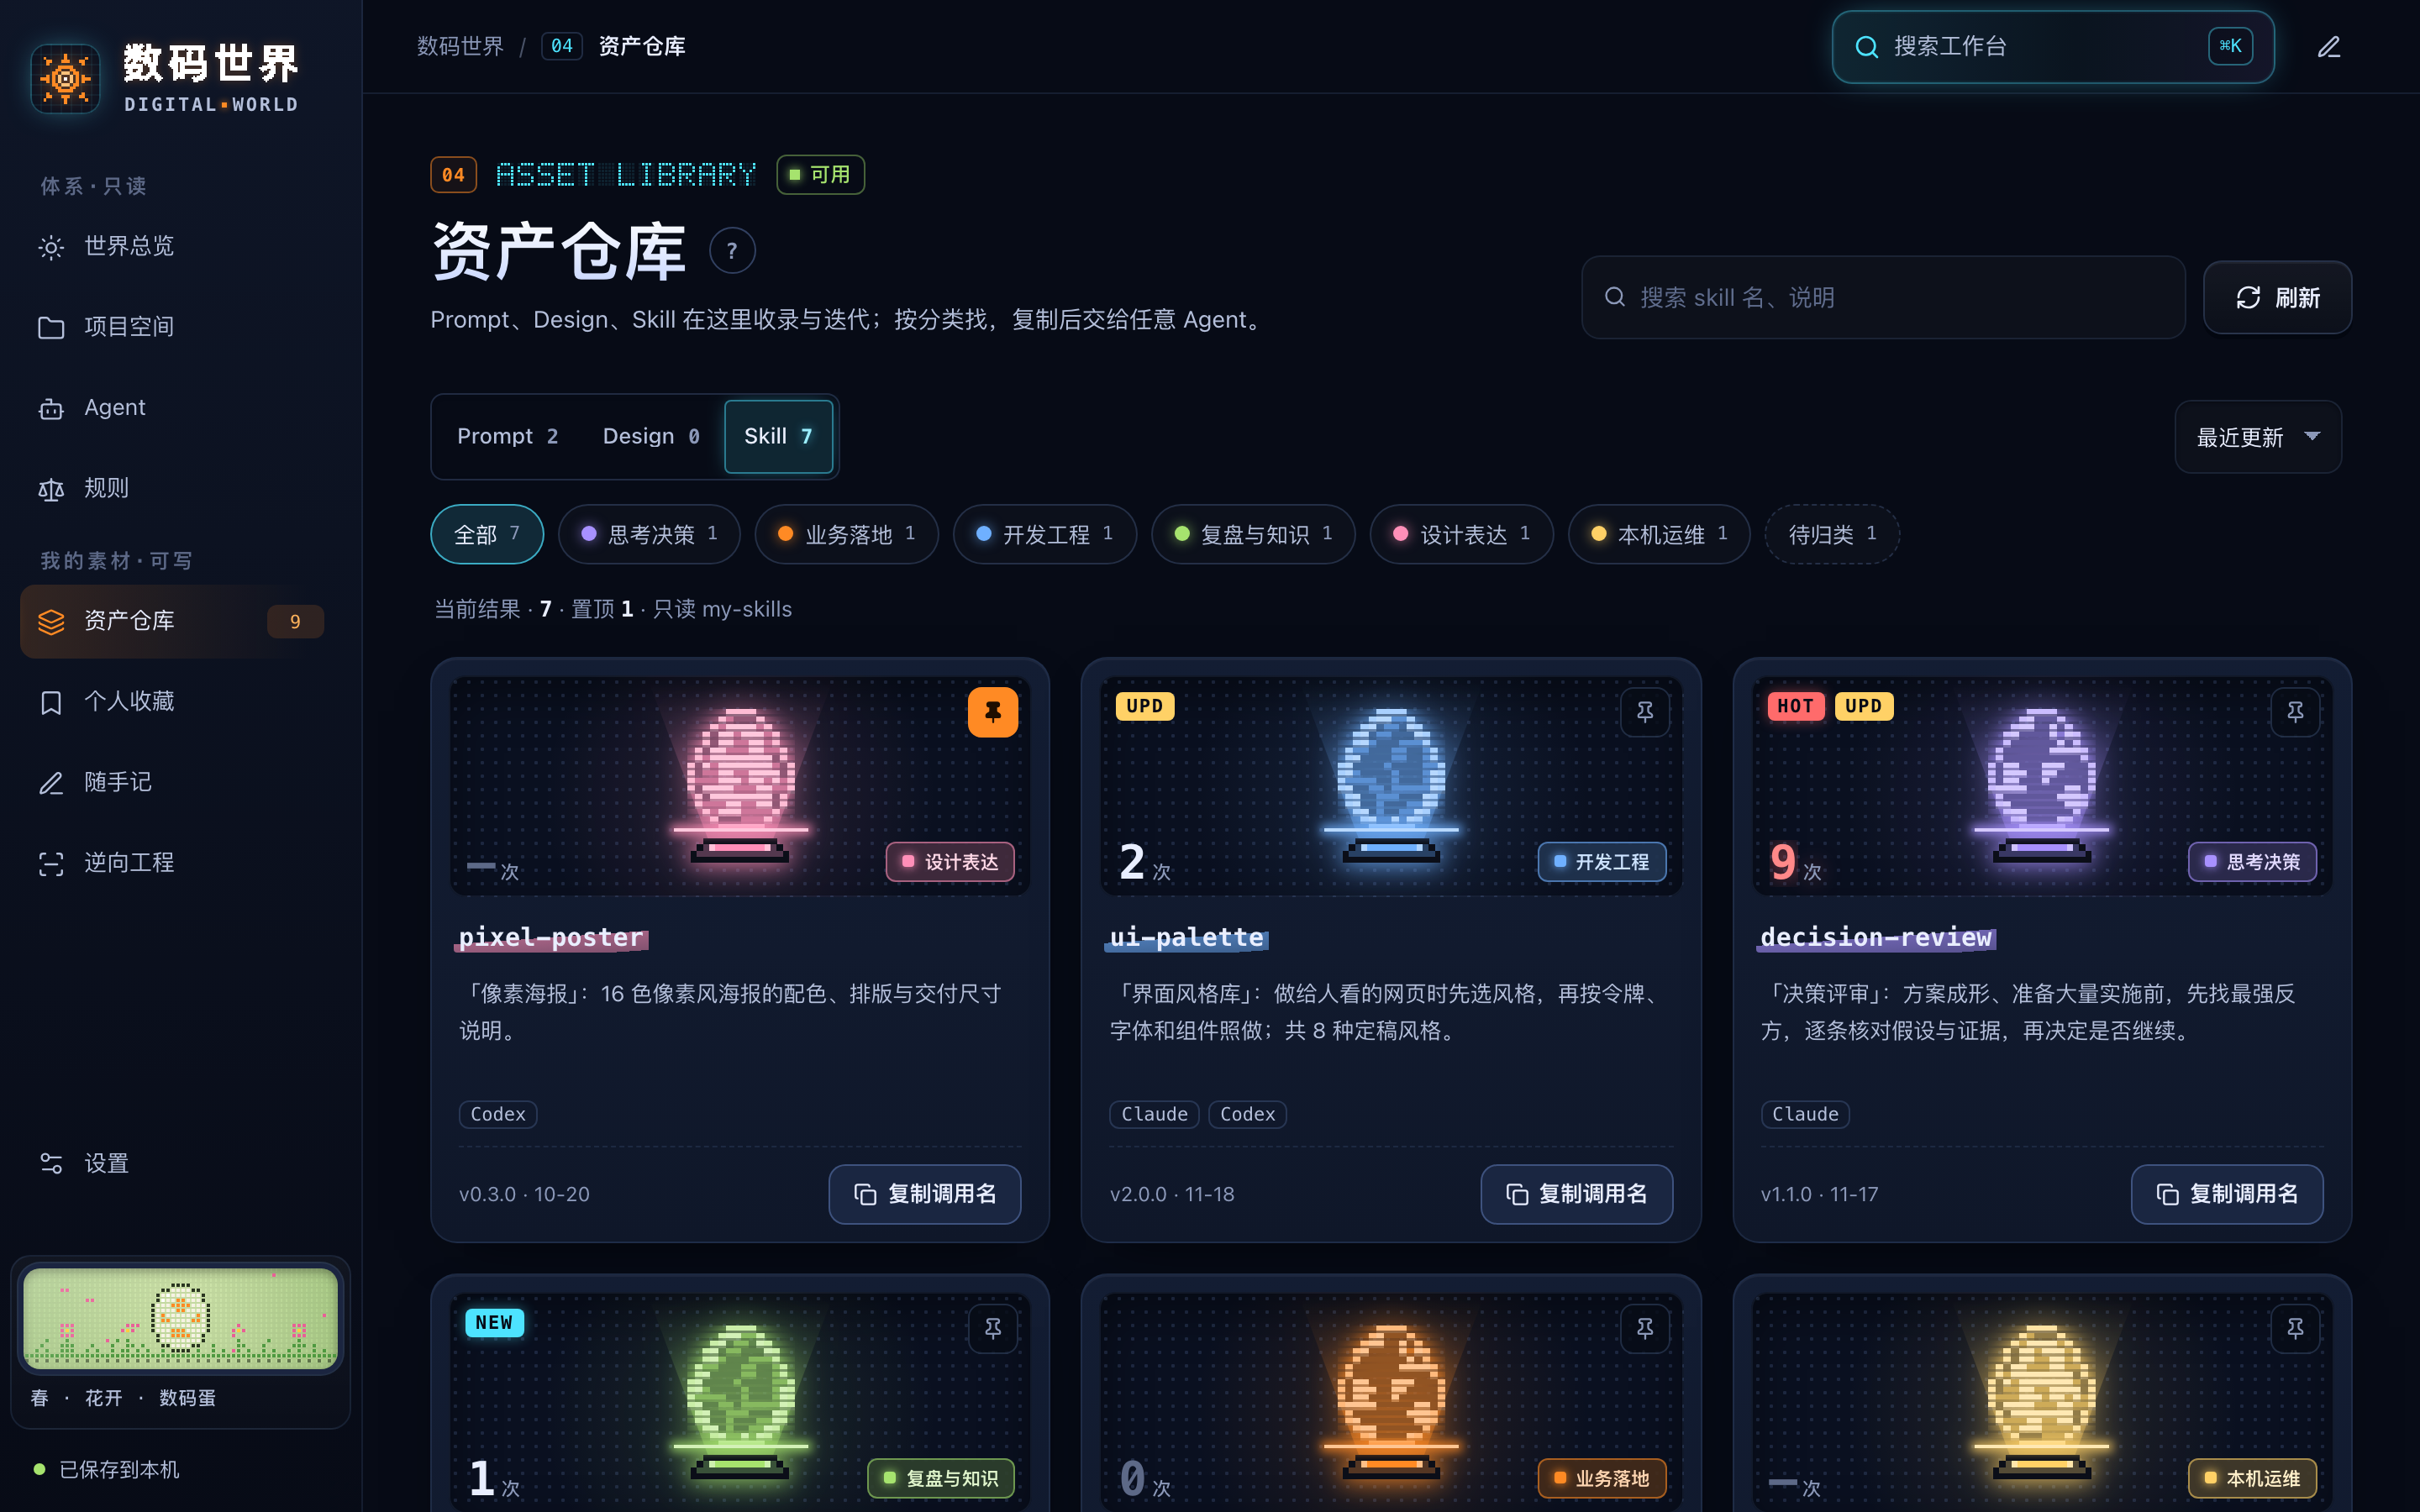 数码世界
DIGITAL·WORLD
体系·只读
世界总览
项目空间
Agent
规则
我的素材·可写
资产仓库 9
个人收藏
随手记
逆向工程
设置
春 · 花开 · 数码蛋
已保存到本机
数码世界 / 04 资产仓库
搜索工作台 ⌘K
04 ASSET LIBRARY 可用
资产仓库 ?
Prompt、Design、Skill 在这里收录与迭代；按分类找，复制后交给任意 Agent。
搜索 skill 名、说明
刷新
Prompt 2 Design 0 Skill 7
最近更新
全部 7 思考决策 1 业务落地 1 开发工程 1 复盘与知识 1 设计表达 1 本机运维 1 待归类 1
当前结果 · 7 · 置顶 1 · 只读 my-skills
—次 设计表达
pixel-poster
「像素海报」：16 色像素风海报的配色、排版与交付尺寸
说明。
Codex
v0.3.0 · 10-20 复制调用名
UPD
2次 开发工程
ui-palette
「界面风格库」：做给人看的网页时先选风格，再按令牌、
字体和组件照做；共 8 种定稿风格。
Claude Codex
v2.0.0 · 11-18 复制调用名
HOT UPD
9次 思考决策
decision-review
「决策评审」：方案成形、准备大量实施前，先找最强反
方，逐条核对假设与证据，再决定是否继续。
Claude
v1.1.0 · 11-17 复制调用名
NEW
1次 复盘与知识
0次 业务落地
—次 本机运维